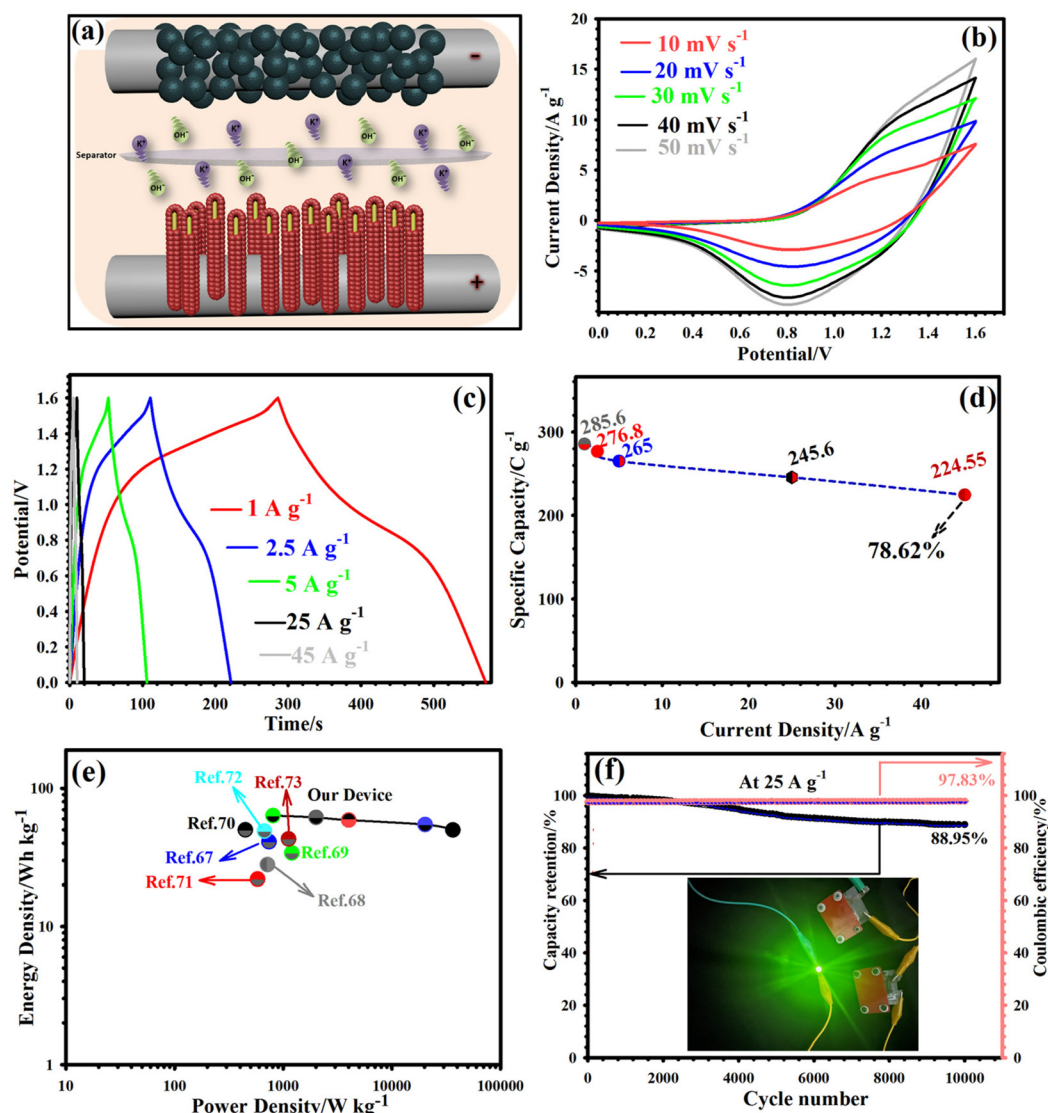 (a)
-
K⁺
OH⁻
K⁺
OH⁻
K⁺
OH⁻
Separator
OH⁻
K⁺
OH⁻
OH⁻
K⁺
OH⁻
K⁺
+
(b)
10 mV s⁻¹
20 mV s⁻¹
30 mV s⁻¹
40 mV s⁻¹
50 mV s⁻¹
Current Density/A g⁻¹
20
15
10
5
0
-5
0.0 0.2 0.4 0.6 0.8 1.0 1.2 1.4 1.6
Potential/V
(c)
1 A g⁻¹
2.5 A g⁻¹
5 A g⁻¹
25 A g⁻¹
45 A g⁻¹
Potential/V
1.6
1.4
1.2
1.0
0.8
0.6
0.4
0.2
0.0
0 100 200 300 400 500
Time/s
(d)
285.6
276.8
265
245.6
224.55
78.62%
Specific Capacity/C g⁻¹
300
200
100
0
0 10 20 30 40
Current Density/A g⁻¹
(e)
Ref.72
Ref.73
Our Device
Ref.70
Ref.67
Ref.69
Ref.71
Ref.68
Energy Density/Wh kg⁻¹
100
10
1
10 100 1000 10000 100000
Power Density/W kg⁻¹
(f)
At 25 A g⁻¹
97.83%
88.95%
Capacity retention/%
100
80
60
40
20
0
Coulombic efficiency/%
100
80
60
40
20
0
0 2000 4000 6000 8000 10000
Cycle number